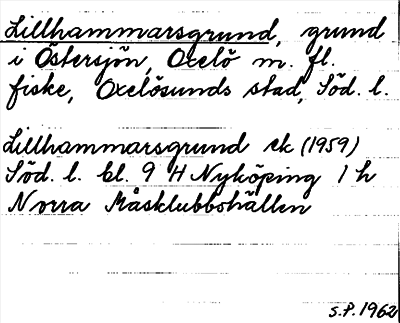 Lillhammarsgrund, grund
i Östersjön, Oxelö m. fl.
fiske, Oxelösunds stad, Söd. l.
Lillhammarsgrund ek (1959)
Söd. l. bl. 9 H Nyköping 1 h
Norra Måsklubbshällen
S.P. 1962